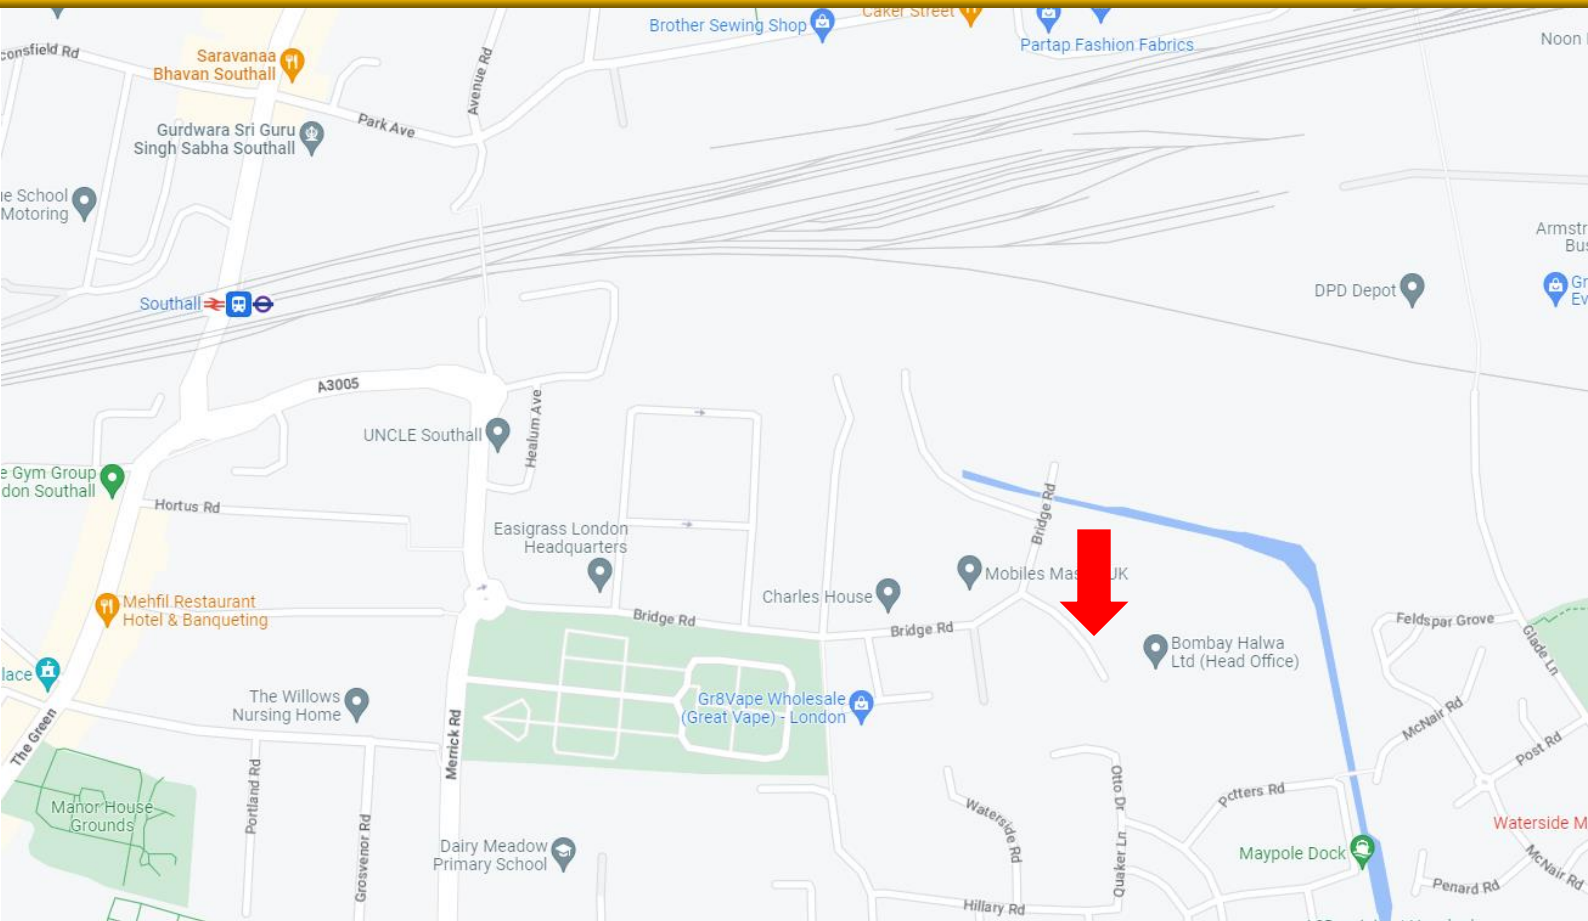 Brother Sewing Shop
Caker Street
Partap Fashion Fabrics
Noon
onsfield Rd
Saravanaa
Bhavan Southall
Avenue Rd
Park Ave
Gurdwara Sri Guru
Singh Sabha Southall
School
Motoring
Armstr
Bus
DPD Depot
Gr
Ev
Southall
A3005
UNCLE Southall
Healum Ave
e Gym Group
don Southall
Hortus Rd
Bridge Rd
Easigrass London
Headquarters
Mobiles Mas UK
Charles House
Mehfil Restaurant
Hotel & Banqueting
Bridge Rd
Bridge Rd
Feldspar Grove
Glade Ln
Bombay Halwa
Ltd (Head Office)
lace
The Willows
Nursing Home
Gr8Vape Wholesale
(Great Vape) - London
The Green
Merrick Rd
McNair Rd
Post Rd
Portland Rd
Manor House
Grounds
Otto Dr
Potters Rd
Waterside Rd
Waterside M
Grosvenor Rd
Dairy Meadow
Primary School
Quaker Ln
Maypole Dock
McNair Rd
Penard Rd
Hillary Rd